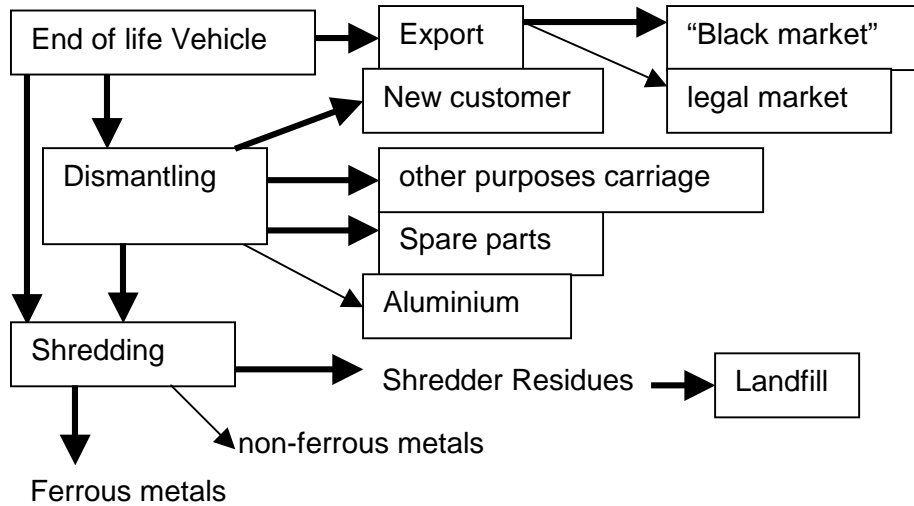 End of life Vehicle
Export
“Black market”
New customer
legal market
Dismantling
other purposes carriage
Spare parts
Aluminium
Shredding
Shredder Residues
Landfill
non-ferrous metals
Ferrous metals